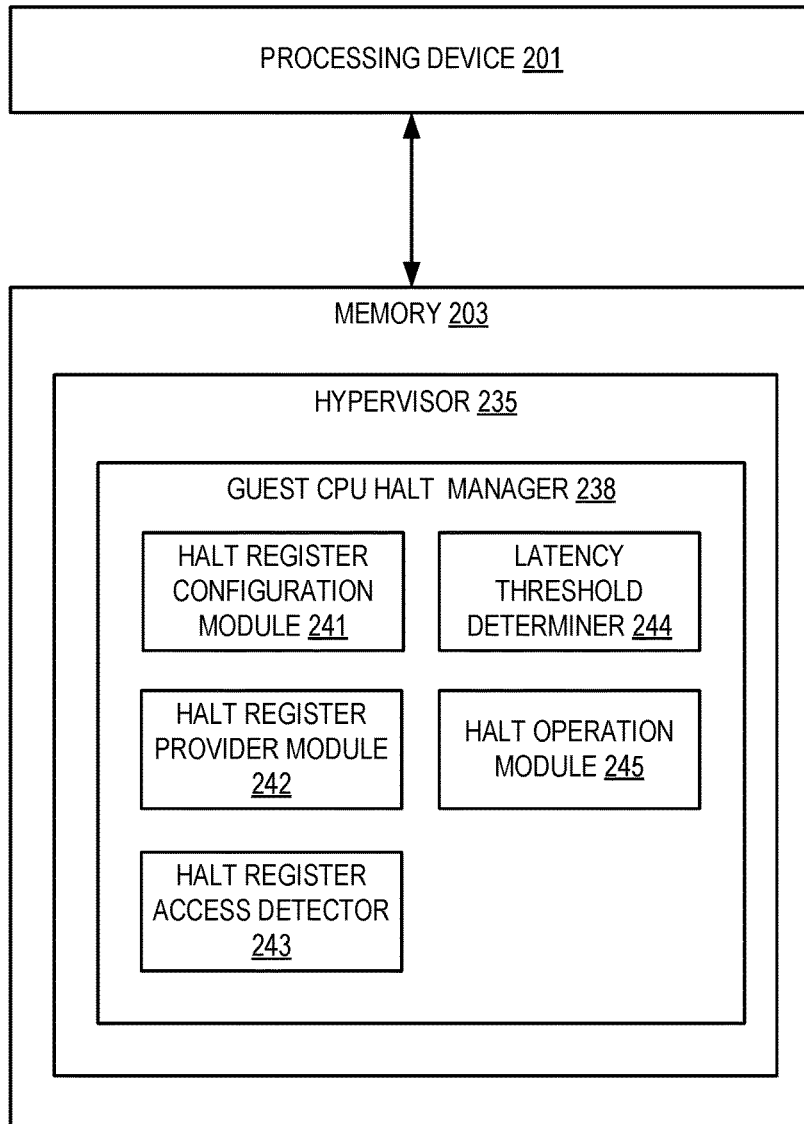 PROCESSING DEVICE 201
MEMORY 203
HYPERVISOR 235
GUEST CPU HALT MANAGER 238
HALT REGISTER
CONFIGURATION
MODULE 241
LATENCY
THRESHOLD
DETERMINER 244
HALT REGISTER
PROVIDER MODULE
242
HALT OPERATION
MODULE 245
HALT REGISTER
ACCESS DETECTOR
243